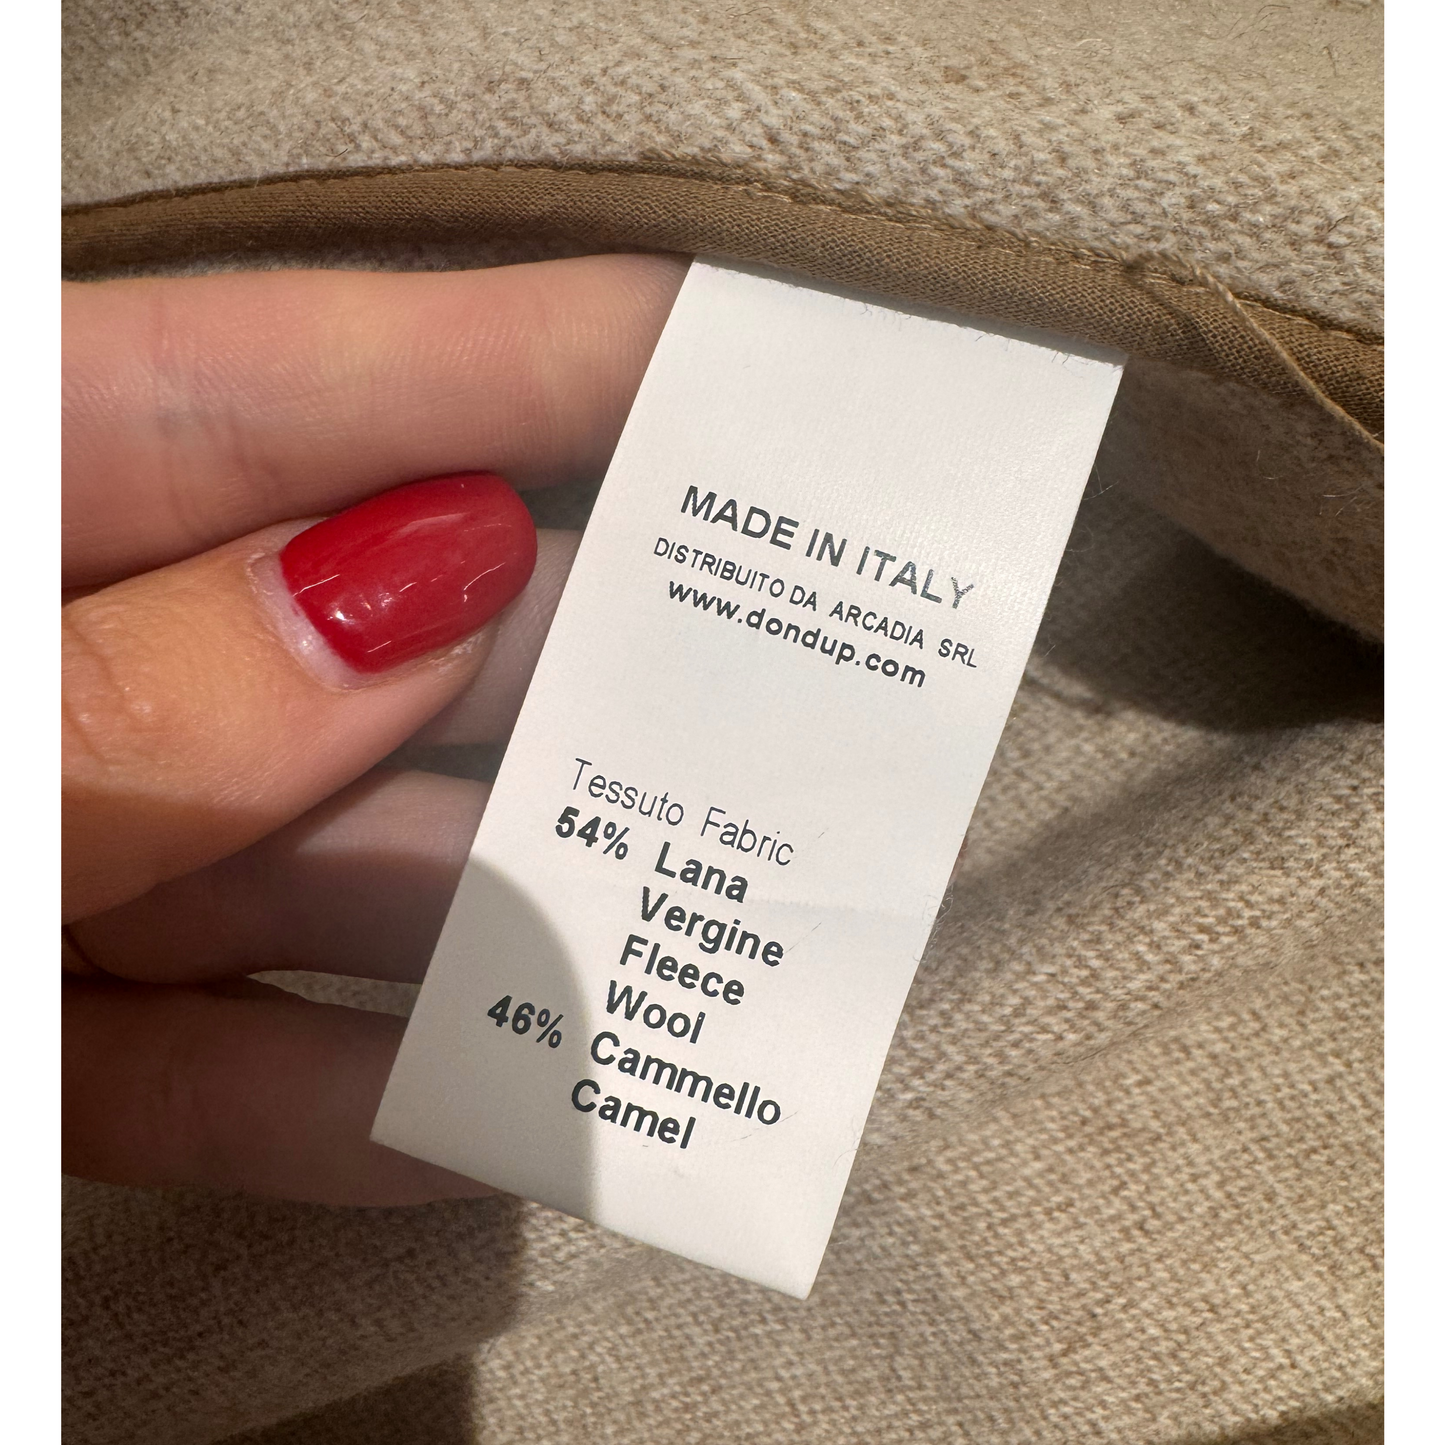 MADE IN ITALY
DISTRIBUITO DA ARCADIA SRL
www.dondup.com
Tessuto Fabric
54% Lana
Vergine
Fleece
Wool
46% Cammello
Camel